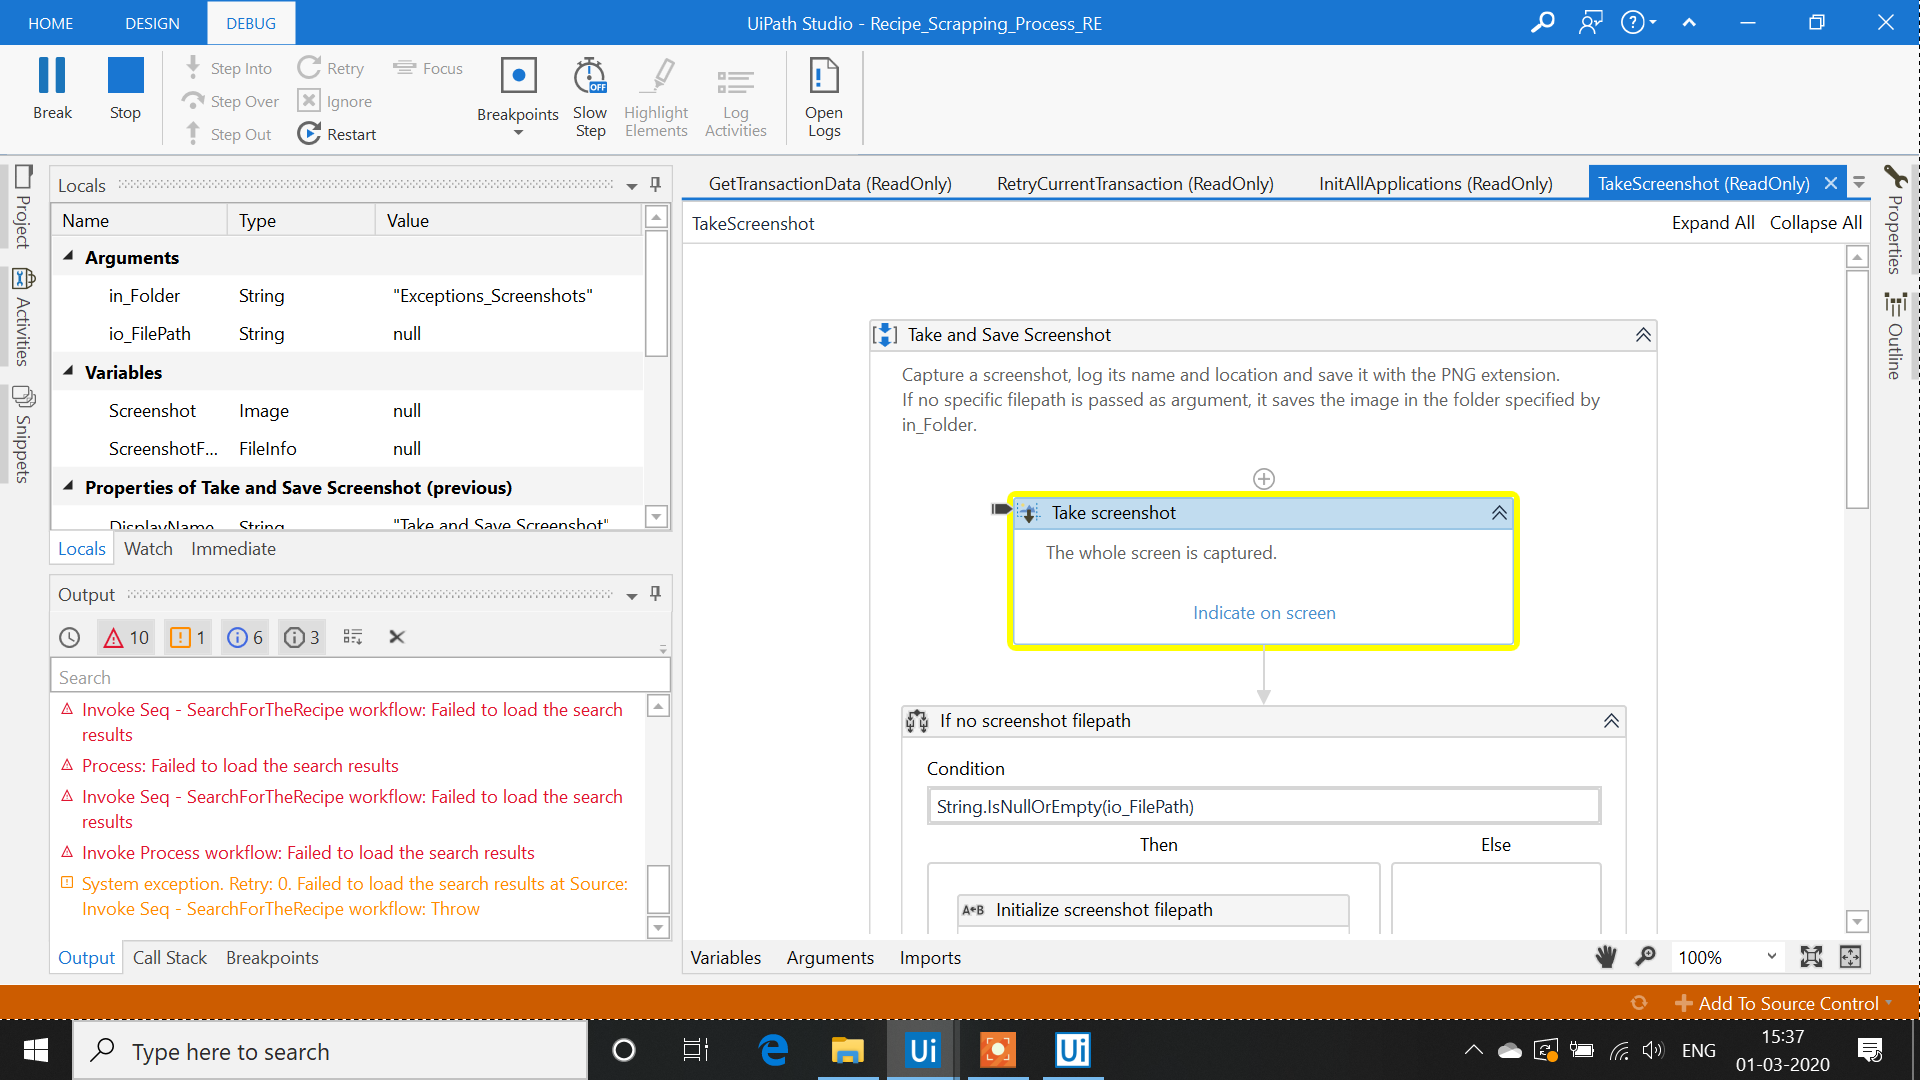 HOME DESIGN DEBUG
UiPath Studio - Recipe_Scrapping_Process_RE
Break
Stop
Step Into
Step Over
Step Out
Retry
Ignore
Restart
Focus
Breakpoints
Slow
Step
OFF
Highlight
Elements
Log
Activities
Open
Logs
Project
Activities
Snippets
Locals
Name Type Value
Arguments
in_Folder String "Exceptions_Screenshots"
io_FilePath String null
Variables
Screenshot Image null
ScreenshotF... FileInfo null
Properties of Take and Save Screenshot (previous)
DisplayName String "Take and Save Screenshot"
Locals Watch Immediate
Output
10 1 6 3
Search
Invoke Seq - SearchForTheRecipe workflow: Failed to load the search
results
Process: Failed to load the search results
Invoke Seq - SearchForTheRecipe workflow: Failed to load the search
results
Invoke Process workflow: Failed to load the search results
System exception. Retry: 0. Failed to load the search results at Source:
Invoke Seq - SearchForTheRecipe workflow: Throw
Output Call Stack Breakpoints
GetTransactionData (ReadOnly) RetryCurrentTransaction (ReadOnly) InitAllApplications (ReadOnly) TakeScreenshot (ReadOnly)
TakeScreenshot
Expand All Collapse All
Take and Save Screenshot
Capture a screenshot, log its name and location and save it with the PNG extension.
If no specific filepath is passed as argument, it saves the image in the folder specified by
in_Folder.
Take screenshot
The whole screen is captured.
Indicate on screen
If no screenshot filepath
Condition
String.IsNullOrEmpty(io_FilePath)
Then Else
A+B Initialize screenshot filepath
Variables Arguments Imports
100%
Properties
Outline
Add To Source Control
Type here to search
Ui
Ui
ENG
15:37
01-03-2020